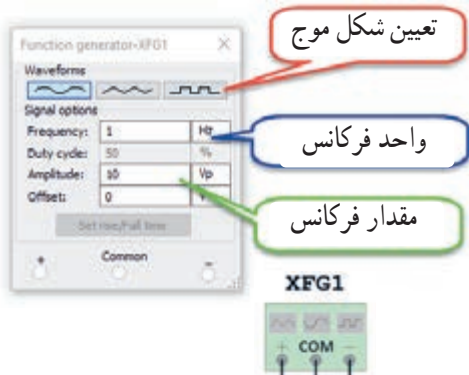 Function generator-XFG1
Waveforms
Signal options
Frequency: 1 Hz
Duty cycle: 50 %
Amplitude: 10 Vp
Offset: 0 V
Set rise/Fall time
+ Common -
تعیین شکل موج
واحد فرکانس
مقدار فرکانس
XFG1
+ COM -